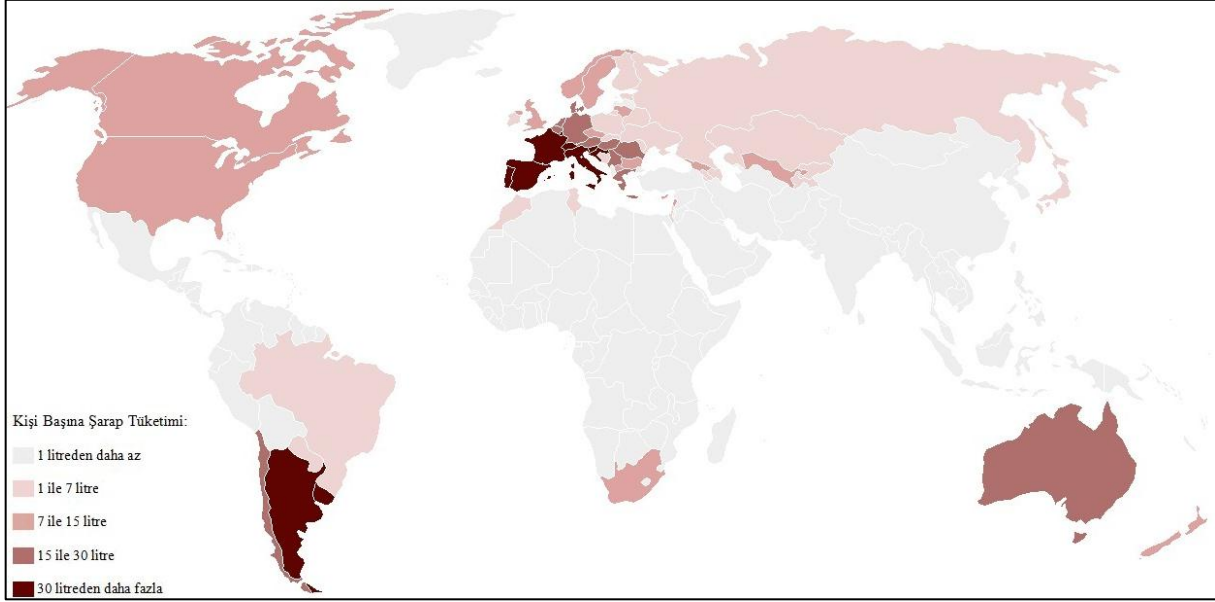 Kişi Başına Şarap Tüketimi:
1 litreden daha az
1 ile 7 litre
7 ile 15 litre
15 ile 30 litre
30 litreden daha fazla